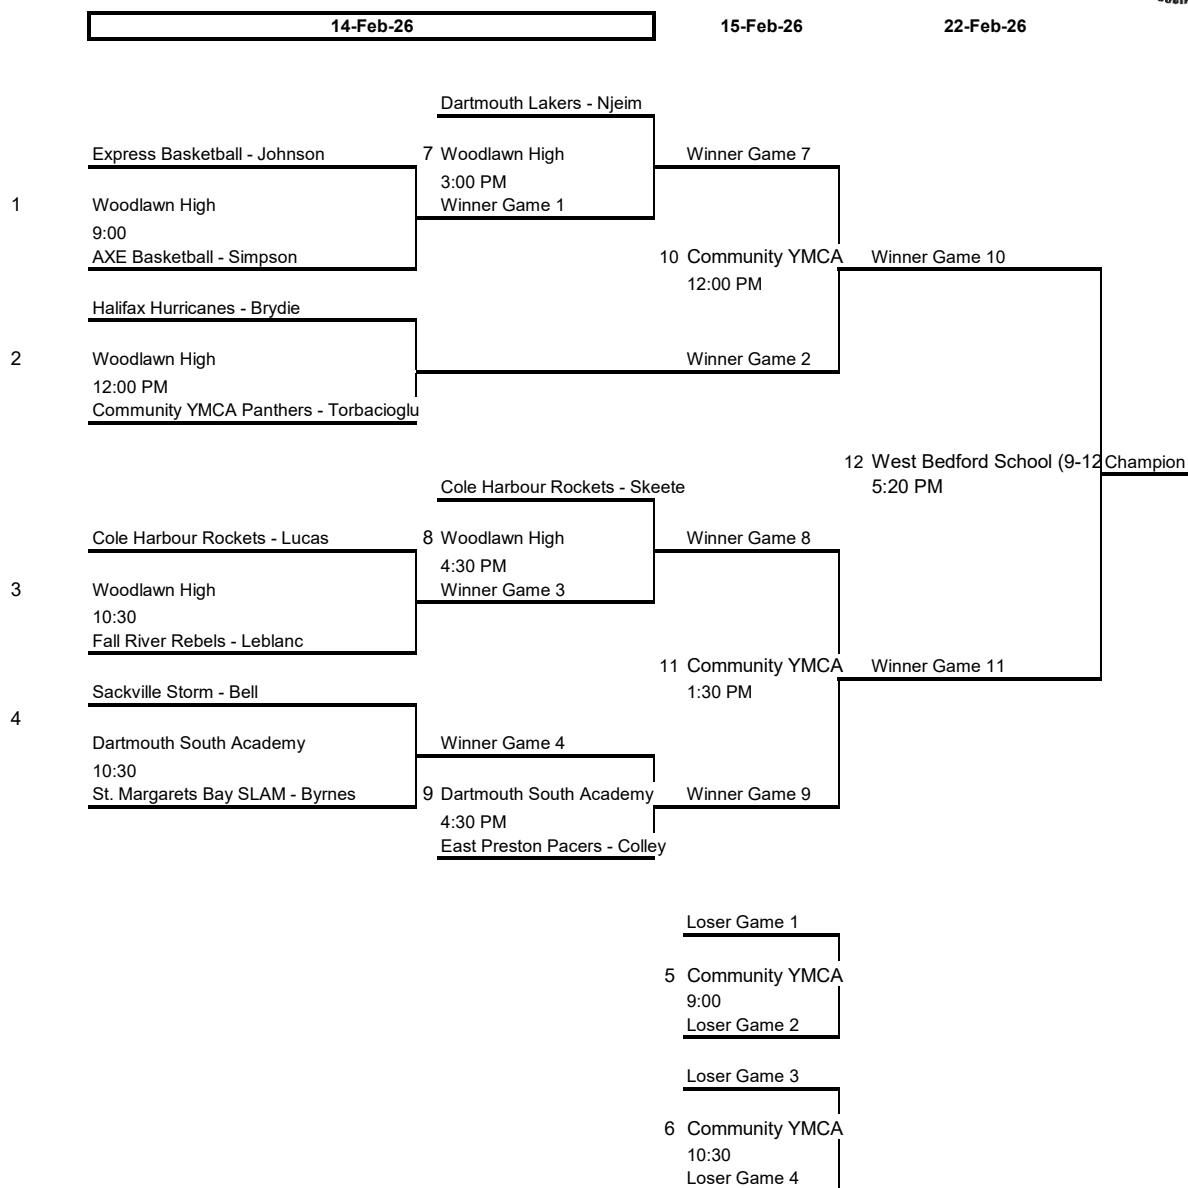 14-Feb-26
15-Feb-26
22-Feb-26
Dartmouth Lakers - Njeim
Express Basketball - Johnson
7 Woodlawn High
Winner Game 7
3:00 PM
1 Woodlawn High
Winner Game 1
9:00
AXE Basketball - Simpson
10 Community YMCA
Winner Game 10
12:00 PM
Halifax Hurricanes - Brydie
2 Woodlawn High
Winner Game 2
12:00 PM
Community YMCA Panthers - Torbacioglu
12 West Bedford School (9-12
Champion
5:20 PM
Cole Harbour Rockets - Skeete
Cole Harbour Rockets - Lucas
8 Woodlawn High
Winner Game 8
4:30 PM
3 Woodlawn High
Winner Game 3
10:30
Fall River Rebels - Leblanc
11 Community YMCA
Winner Game 11
1:30 PM
Sackville Storm - Bell
4
Dartmouth South Academy
Winner Game 4
10:30
St. Margarets Bay SLAM - Byrnes
9 Dartmouth South Academy
Winner Game 9
4:30 PM
East Preston Pacers - Colley
Loser Game 1
5 Community YMCA
9:00
Loser Game 2
Loser Game 3
6 Community YMCA
10:30
Loser Game 4